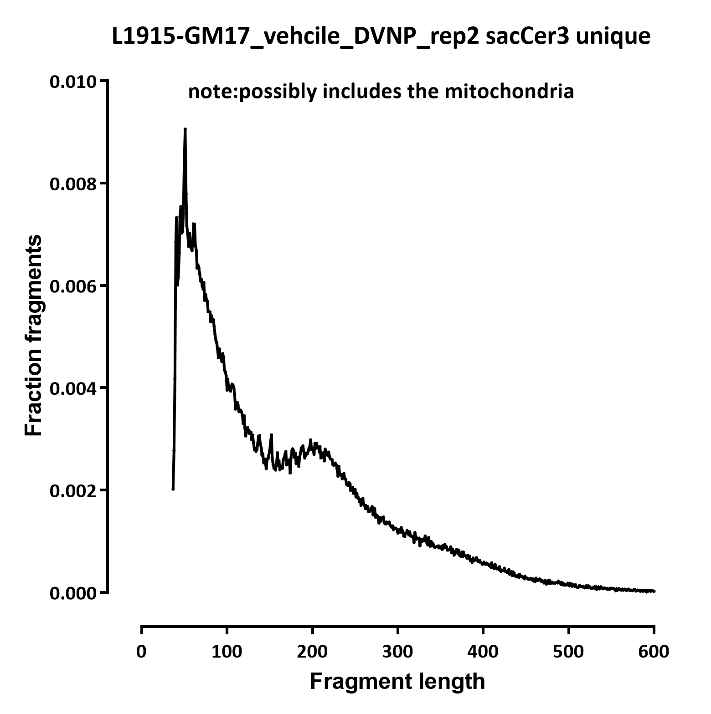 L1915-GM17_vehcile_DVNP_rep2 sacCer3 unique
note:possibly includes the mitochondria
0.010
0.008
0.006
0.004
0.002
0.000
Fraction fragments
0 100 200 300 400 500 600
Fragment length